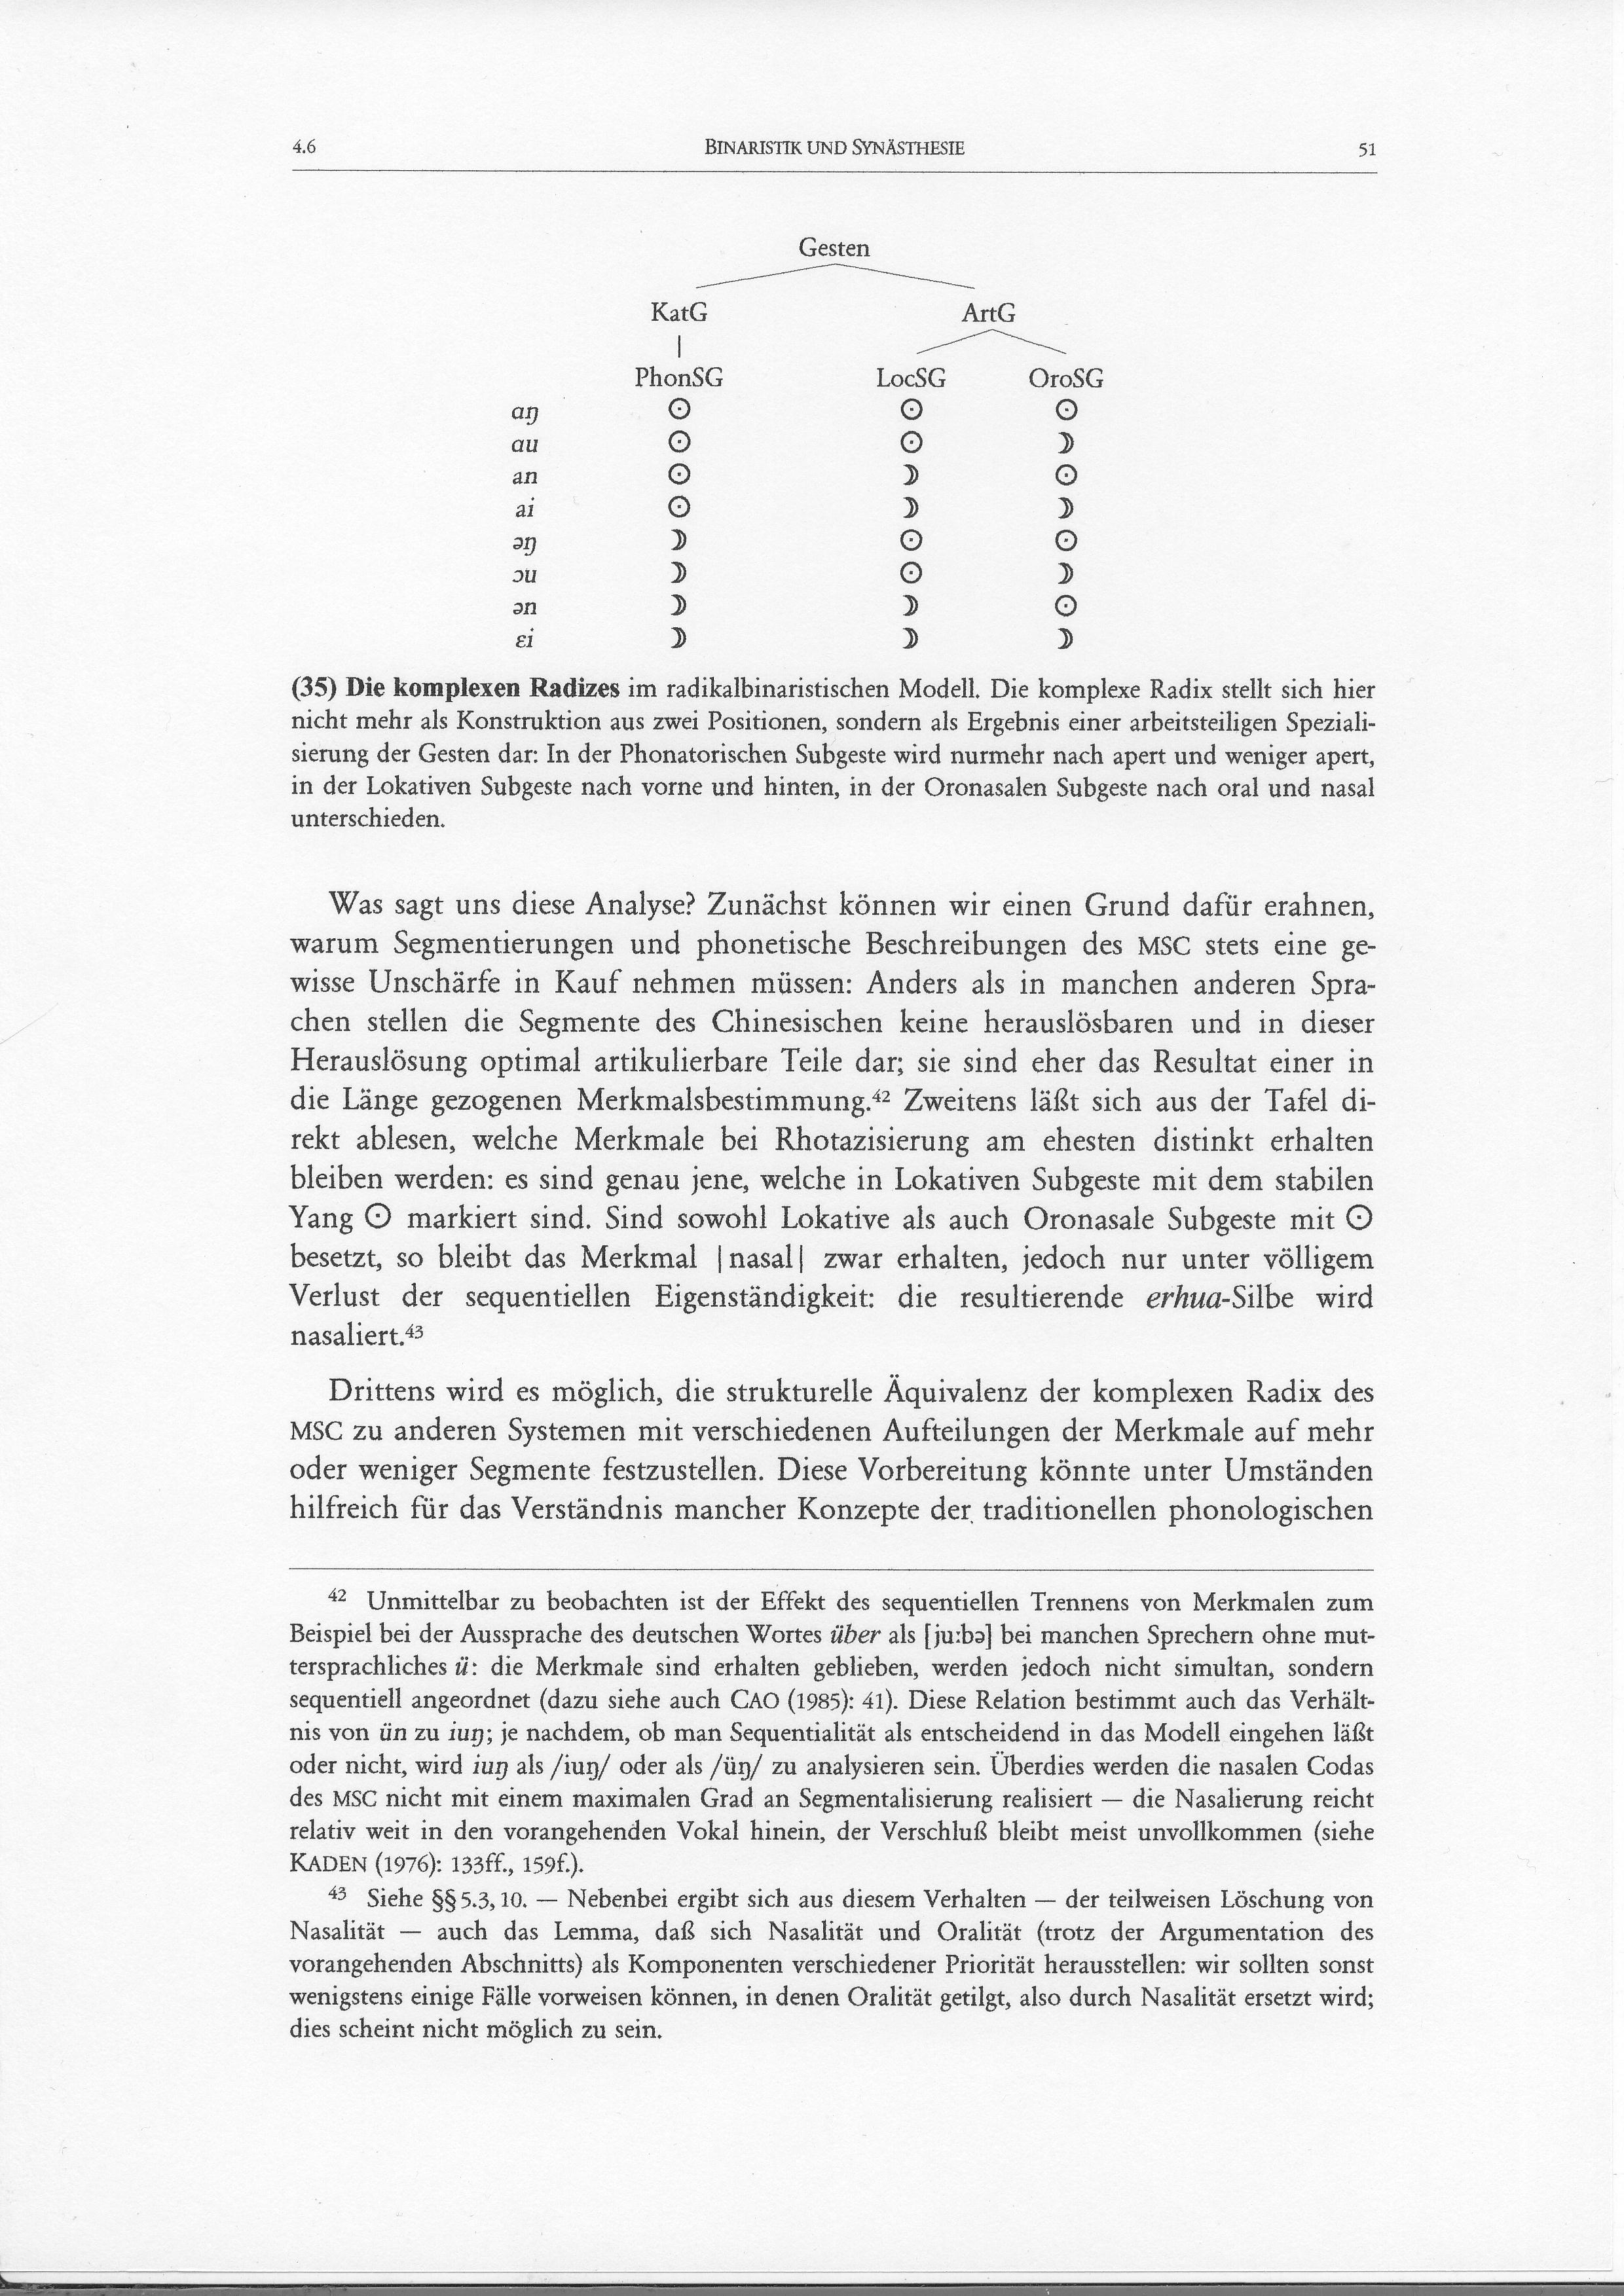 4.6 BINARISTIK UND SYNÄSTHESIE 51
Gesten
KatG ArtG
PhonSG LocSG OroSG
ɑŋ ☉ ☉ ☉
ɑu ☉ ☉ ☽
an ☉ ☽ ☉
ai ☉ ☽ ☽
əŋ ☽ ☉ ☉
ɔu ☽ ☉ ☽
ən ☽ ☽ ☉
ɛi ☽ ☽ ☽
(35) Die komplexen Radizes im radikalbinaristischen Modell. Die komplexe Radix stellt sich hier
nicht mehr als Konstruktion aus zwei Positionen, sondern als Ergebnis einer arbeitsteiligen Speziali-
sierung der Gesten dar: In der Phonatorischen Subgeste wird nurmehr nach apert und weniger apert,
in der Lokativen Subgeste nach vorne und hinten, in der Oronasalen Subgeste nach oral und nasal
unterschieden.
Was sagt uns diese Analyse? Zunächst können wir einen Grund dafür erahnen,
warum Segmentierungen und phonetische Beschreibungen des MSC stets eine ge-
wisse Unschärfe in Kauf nehmen müssen: Anders als in manchen anderen Spra-
chen stellen die Segmente des Chinesischen keine herauslösbaren und in dieser
Herauslösung optimal artikulierbare Teile dar; sie sind eher das Resultat einer in
die Länge gezogenen Merkmalsbestimmung.⁴² Zweitens läßt sich aus der Tafel di-
rekt ablesen, welche Merkmale bei Rhotazisierung am ehesten distinkt erhalten
bleiben werden: es sind genau jene, welche in Lokativen Subgeste mit dem stabilen
Yang ☉ markiert sind. Sind sowohl Lokative als auch Oronasale Subgeste mit ☉
besetzt, so bleibt das Merkmal |nasal| zwar erhalten, jedoch nur unter völligem
Verlust der sequentiellen Eigenständigkeit: die resultierende erhua-Silbe wird
nasaliert.⁴³
Drittens wird es möglich, die strukturelle Äquivalenz der komplexen Radix des
MSC zu anderen Systemen mit verschiedenen Aufteilungen der Merkmale auf mehr
oder weniger Segmente festzustellen. Diese Vorbereitung könnte unter Umständen
hilfreich für das Verständnis mancher Konzepte der traditionellen phonologischen
⁴² Unmittelbar zu beobachten ist der Effekt des sequentiellen Trennens von Merkmalen zum
Beispiel bei der Aussprache des deutschen Wortes über als [juːbə] bei manchen Sprechern ohne mut-
tersprachliches ü: die Merkmale sind erhalten geblieben, werden jedoch nicht simultan, sondern
sequentiell angeordnet (dazu siehe auch CAO (1985): 41). Diese Relation bestimmt auch das Verhält-
nis von ün zu iuŋ; je nachdem, ob man Sequentialität als entscheidend in das Modell eingehen läßt
oder nicht, wird iuŋ als /iuŋ/ oder als /üŋ/ zu analysieren sein. Überdies werden die nasalen Codas
des MSC nicht mit einem maximalen Grad an Segmentalisierung realisiert — die Nasalierung reicht
relativ weit in den vorangehenden Vokal hinein, der Verschluß bleibt meist unvollkommen (siehe
KADEN (1976): 133ff., 159f.).
⁴³ Siehe §§ 5.3, 10. — Nebenbei ergibt sich aus diesem Verhalten — der teilweisen Löschung von
Nasalität — auch das Lemma, daß sich Nasalität und Oralität (trotz der Argumentation des
vorangehenden Abschnitts) als Komponenten verschiedener Priorität herausstellen: wir sollten sonst
wenigstens einige Fälle vorweisen können, in denen Oralität getilgt, also durch Nasalität ersetzt wird;
dies scheint nicht möglich zu sein.